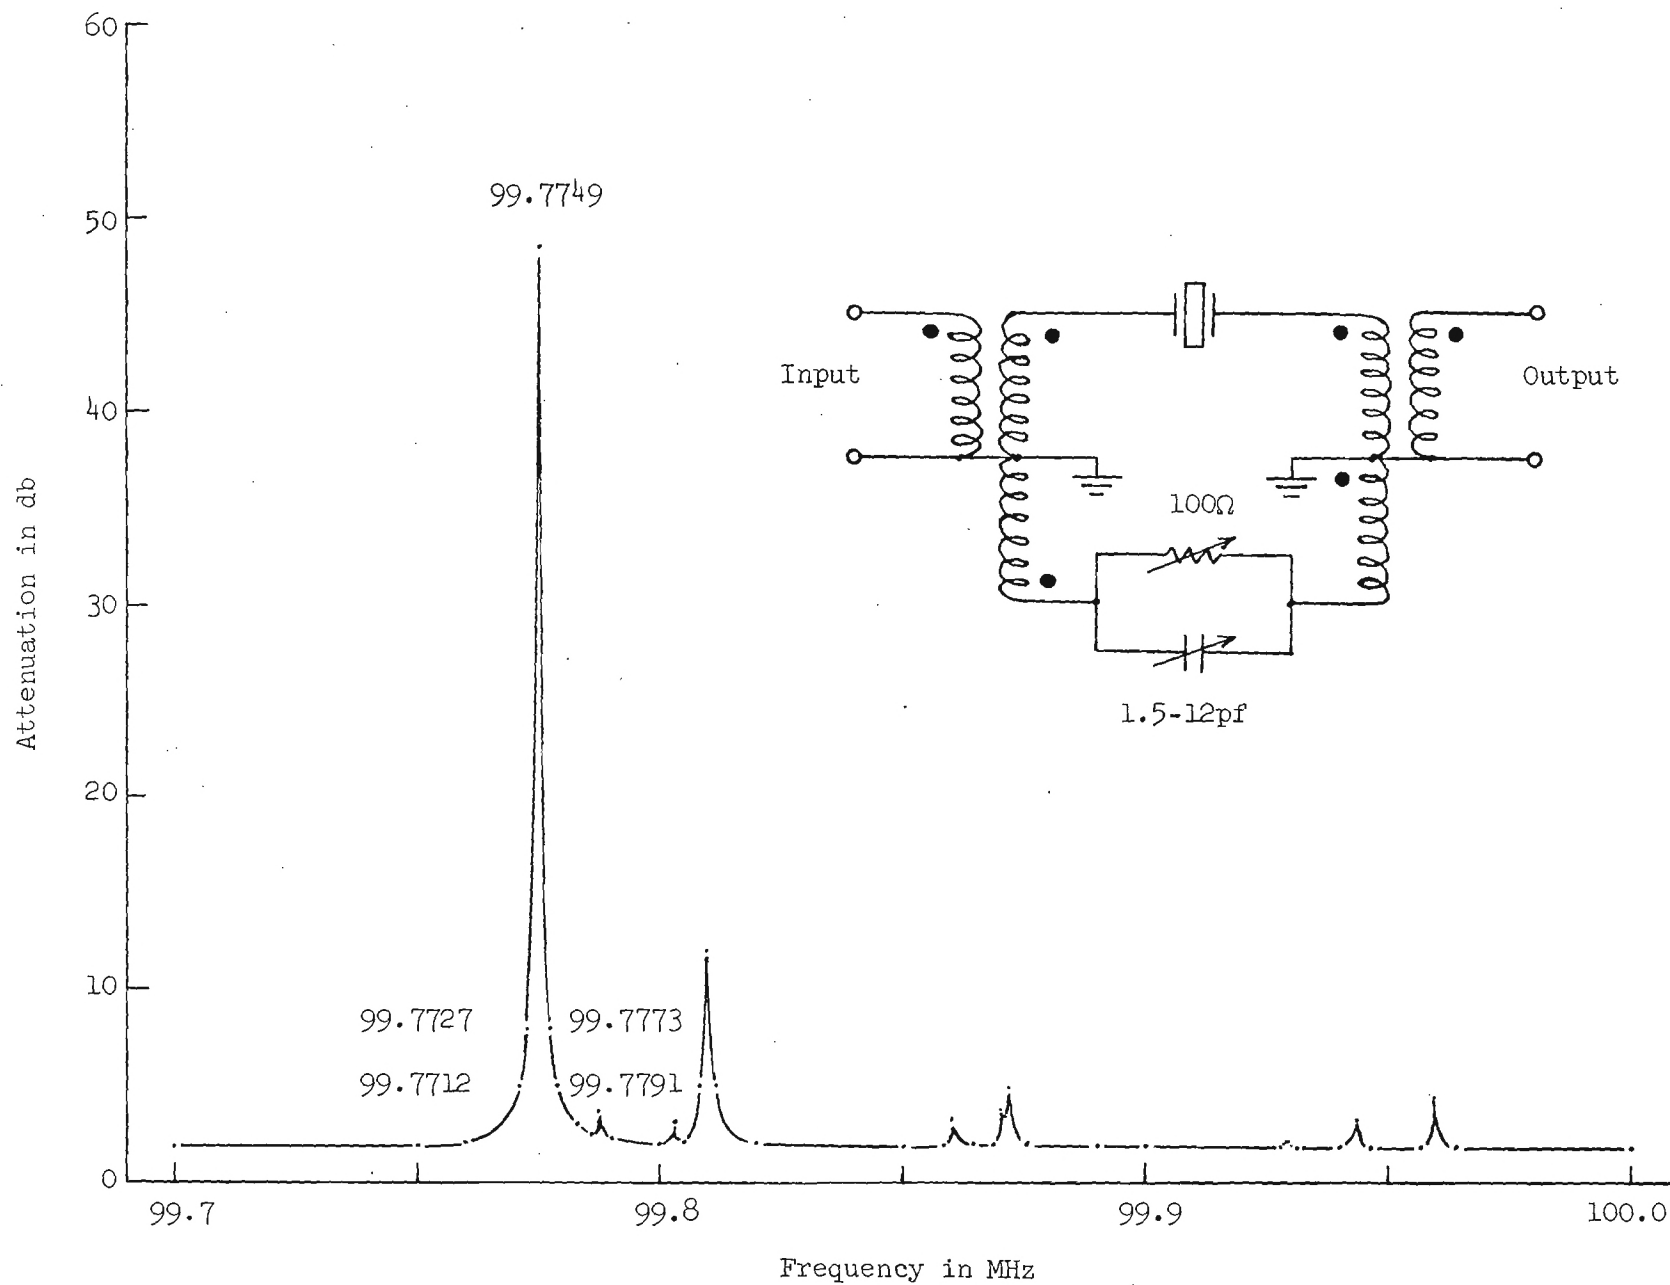 60
50
40
30
20
10
0
Attenuation in db
99.7749
99.7727
99.7773
99.7712
99.7791
Input
Output
100Ω
1.5-12pf
99.7
99.8
99.9
100.0
Frequency in MHz